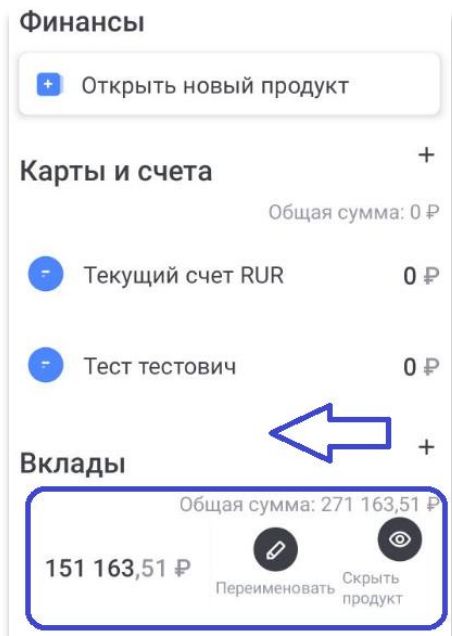 Финансы
Открыть новый продукт
Карты и счета
+
Общая сумма: 0 ₽
Текущий счет RUR 0 ₽
Тест тестович 0 ₽
Вклады
+
Общая сумма: 271 163,51 ₽
151 163,51 ₽
Переименовать
Скрыть
продукт